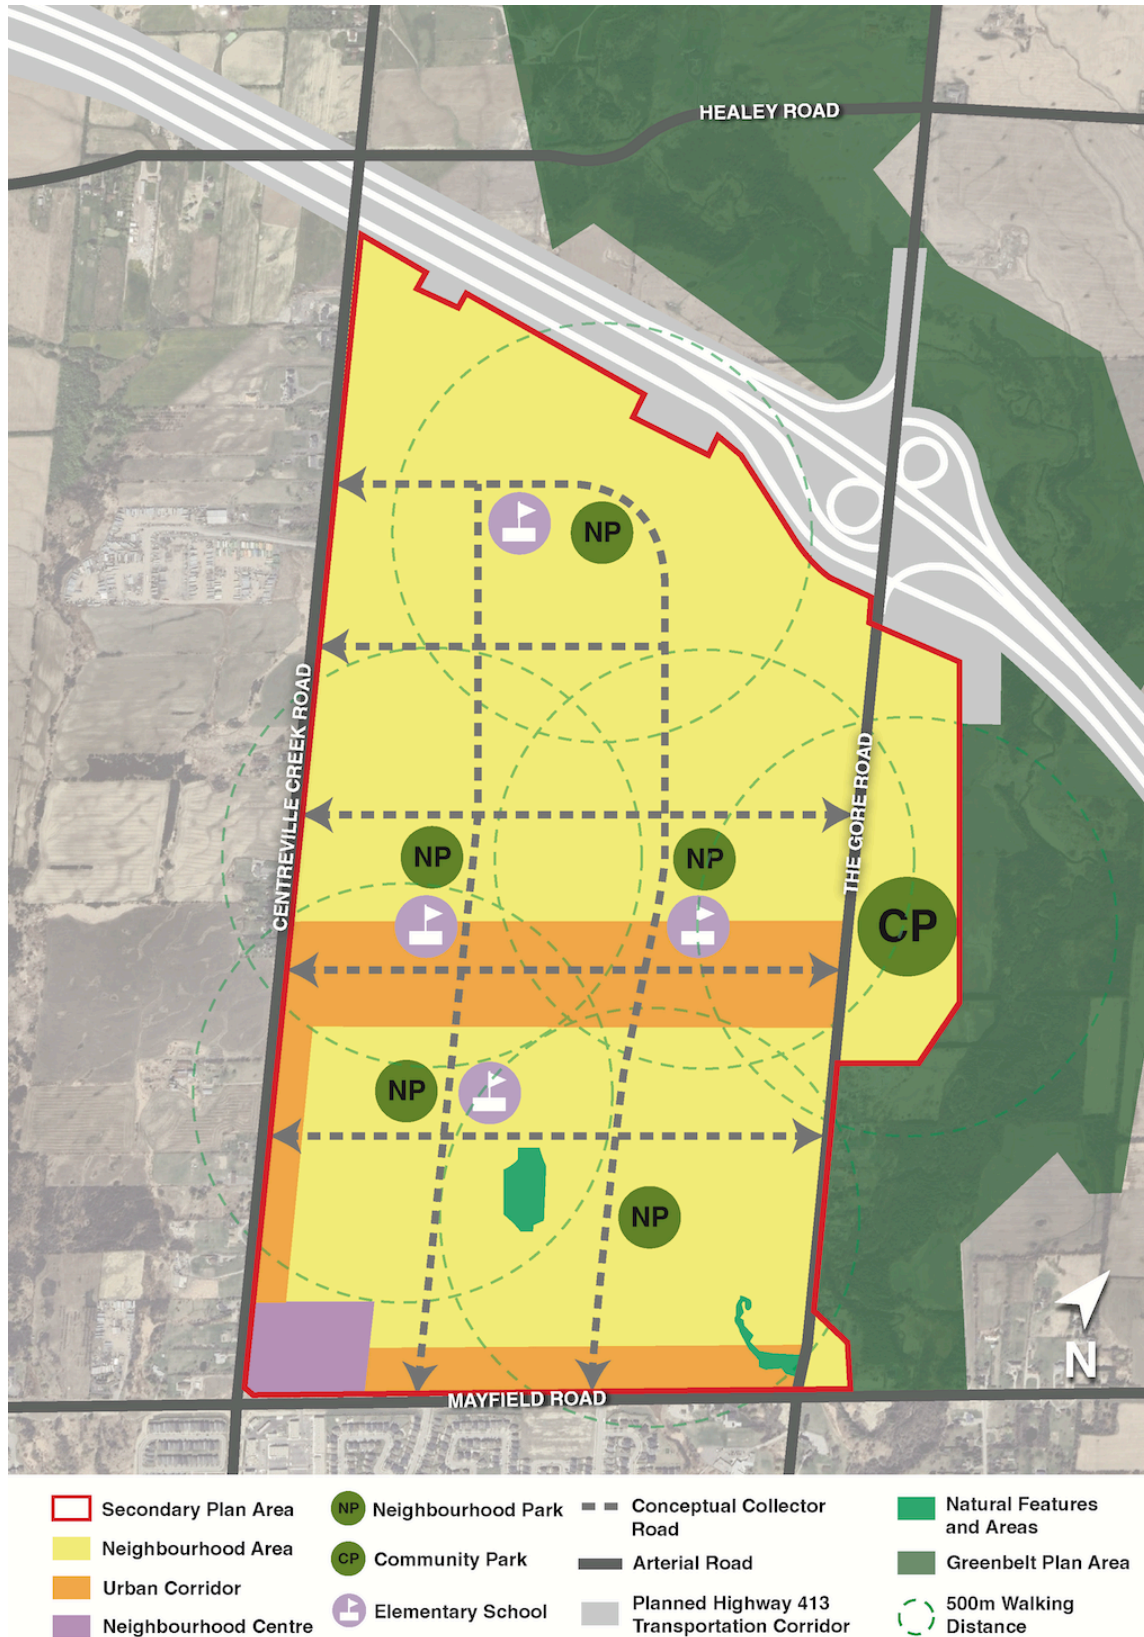 HEALEY ROAD
NP
CENTREVILLE CREEK ROAD
THE GORE ROAD
NP
NP
CP
NP
NP
N
MAYFIELD ROAD
Secondary Plan Area
Neighbourhood Area
Urban Corridor
Neighbourhood Centre
NP Neighbourhood Park
CP Community Park
Elementary School
Conceptual Collector
Road
Arterial Road
Planned Highway 413
Transportation Corridor
Natural Features
and Areas
Greenbelt Plan Area
500m Walking
Distance